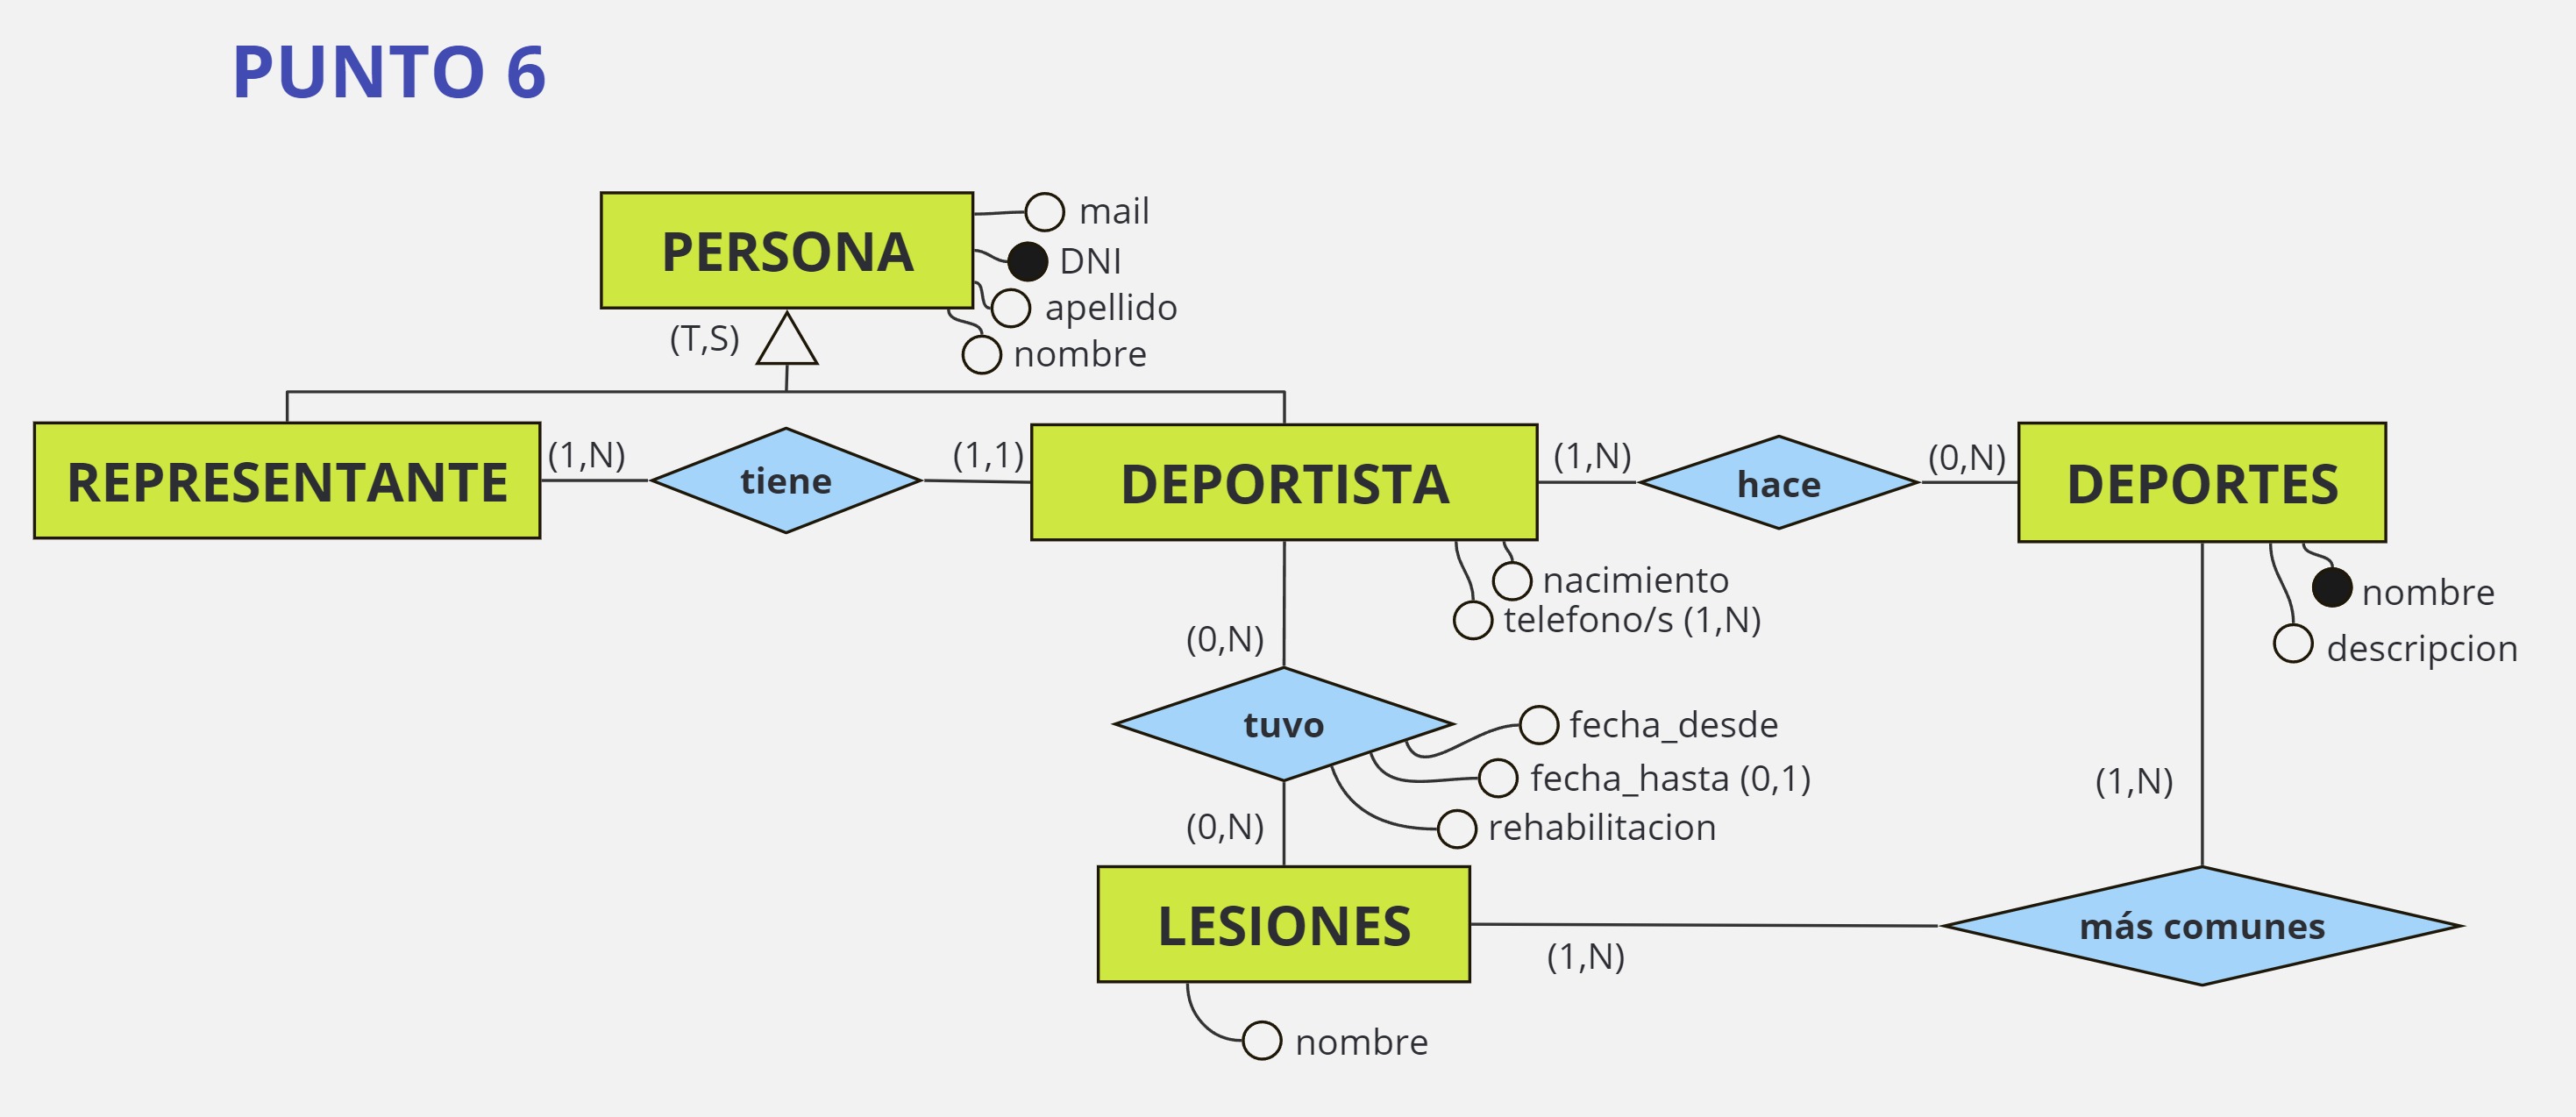 PUNTO 6
PERSONA
mail
DNI
apellido
nombre
(T,S)
REPRESENTANTE
(1,N)
tiene
(1,1)
DEPORTISTA
(1,N)
hace
(0,N)
DEPORTES
nacimiento
telefono/s (1,N)
nombre
descripcion
(0,N)
tuvo
fecha_desde
fecha_hasta (0,1)
rehabilitacion
(0,N)
(1,N)
LESIONES
(1,N)
más comunes
nombre